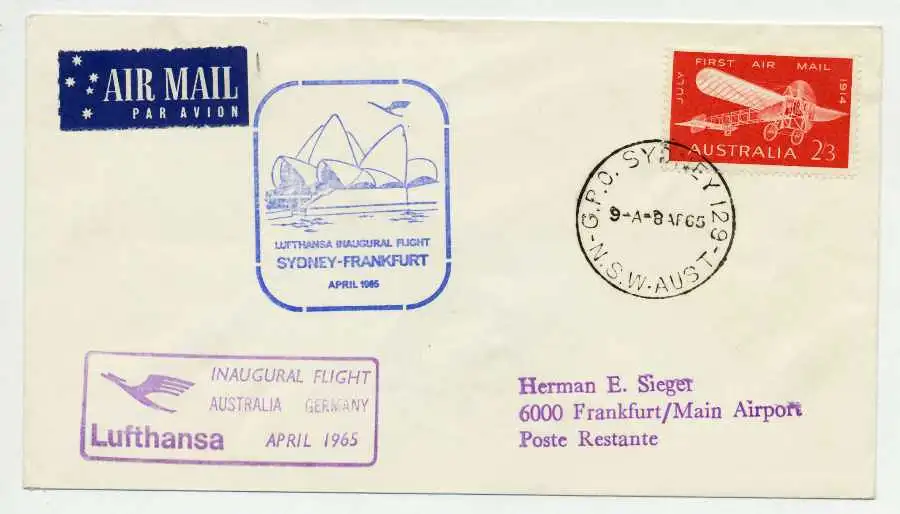 AIR MAIL
PAR AVION
LUFTHANSA INAUGURAL FLIGHT
SYDNEY-FRANKFURT
APRIL 1965
JULY FIRST AIR MAIL 1914
AUSTRALIA 2'3
G.P.O. SYDNEY 129
9-A-8 AP65
N.S.W-AUST
INAUGURAL FLIGHT
AUSTRALIA GERMANY
Lufthansa APRIL 1965
Herman E. Sieger
6000 Frankfurt/Main Airport
Poste Restante